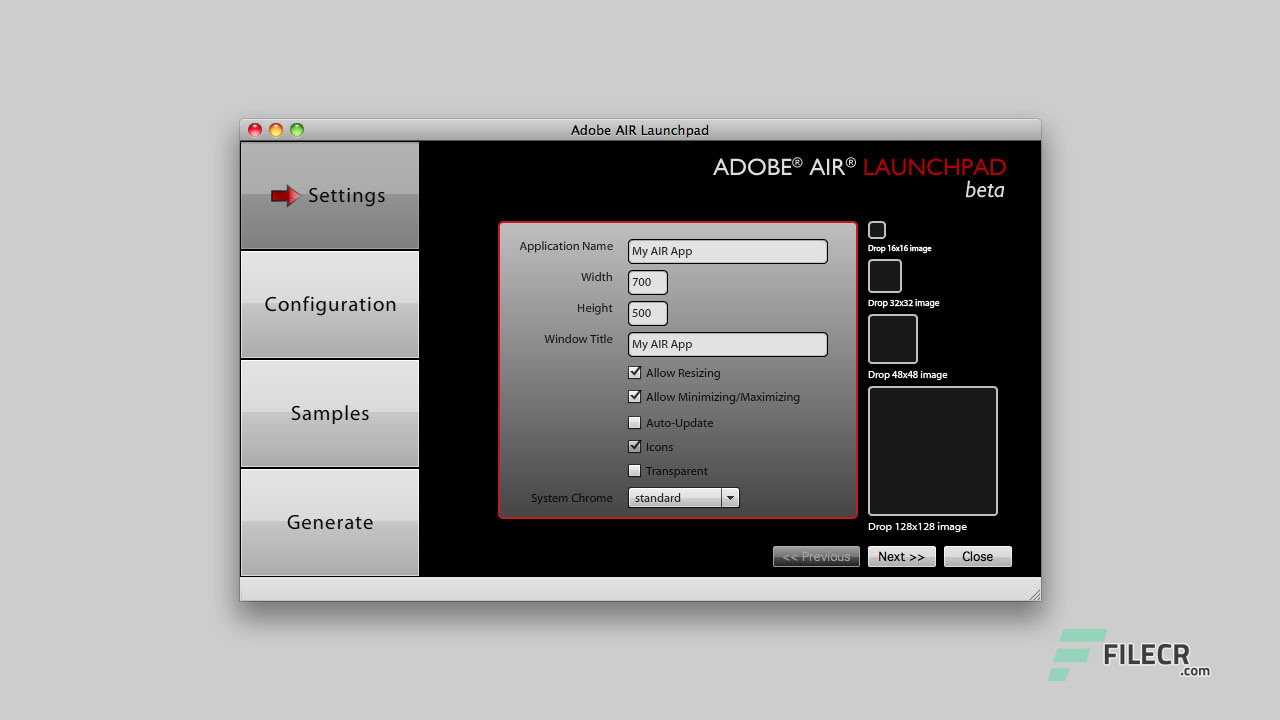 Adobe AIR Launchpad
Settings
Configuration
Samples
Generate
ADOBE® AIR® LAUNCHPAD
beta
Application Name My AIR App
Width 700
Height 500
Window Title My AIR App
Allow Resizing
Allow Minimizing/Maximizing
Auto-Update
Icons
Transparent
System Chrome standard
Drop 16x16 image
Drop 32x32 image
Drop 48x48 image
Drop 128x128 image
<< Previous Next >> Close
FILECR
.com